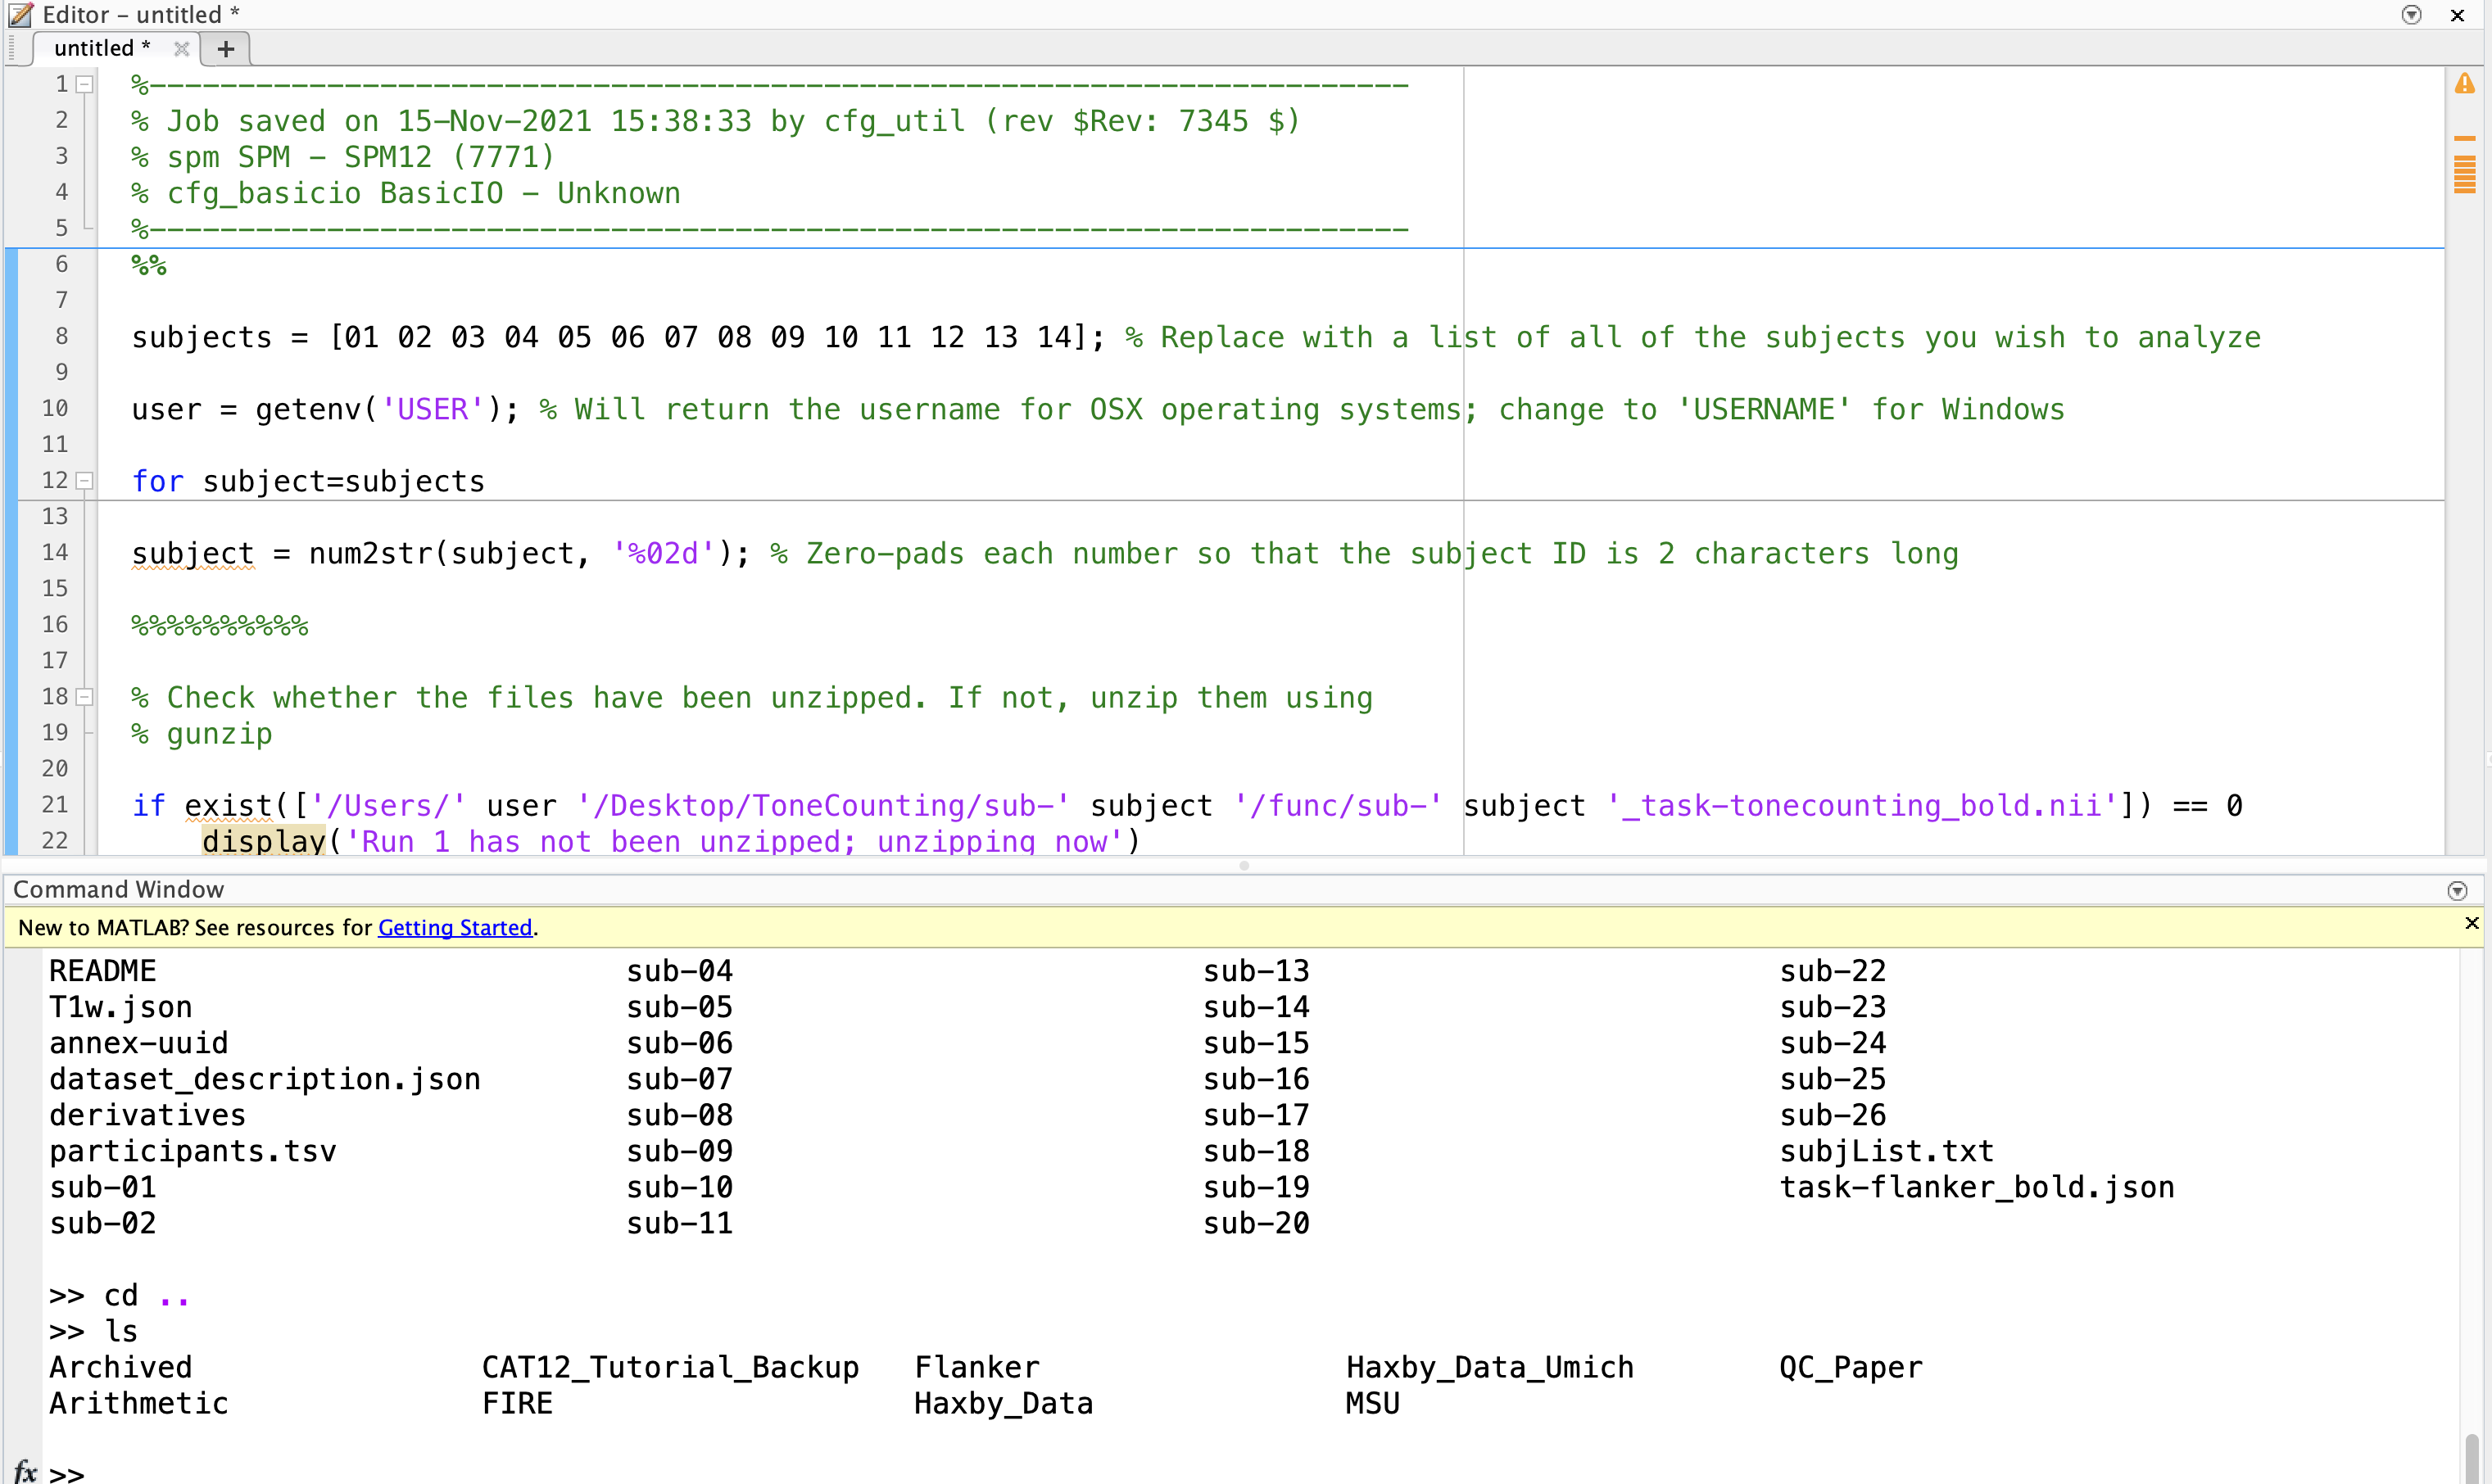 Editor - untitled *
untitled * × +
1 %-----------------------------------------------------------------------
2 % Job saved on 15-Nov-2021 15:38:33 by cfg_util (rev $Rev: 7345 $)
3 % spm SPM - SPM12 (7771)
4 % cfg_basicio BasicIO - Unknown
5 %-----------------------------------------------------------------------
6 %%
7
8 subjects = [01 02 03 04 05 06 07 08 09 10 11 12 13 14]; % Replace with a list of all of the subjects you wish to analyze
9
10 user = getenv('USER'); % Will return the username for OSX operating systems; change to 'USERNAME' for Windows
11
12 for subject=subjects
13
14 subject = num2str(subject, '%02d'); % Zero-pads each number so that the subject ID is 2 characters long
15
16 %%%%%%%%%%
17
18 % Check whether the files have been unzipped. If not, unzip them using
19 % gunzip
20
21 if exist(['/Users/' user '/Desktop/ToneCounting/sub-' subject '/func/sub-' subject '_task-tonecounting_bold.nii']) == 0
22 display('Run 1 has not been unzipped; unzipping now')
Command Window
New to MATLAB? See resources for Getting Started.
README sub-04 sub-13 sub-22
T1w.json sub-05 sub-14 sub-23
annex-uuid sub-06 sub-15 sub-24
dataset_description.json sub-07 sub-16 sub-25
derivatives sub-08 sub-17 sub-26
participants.tsv sub-09 sub-18 subjList.txt
sub-01 sub-10 sub-19 task-flanker_bold.json
sub-02 sub-11 sub-20
>> cd ..
>> ls
Archived CAT12_Tutorial_Backup Flanker Haxby_Data_Umich QC_Paper
Arithmetic FIRE Haxby_Data MSU
fx >>